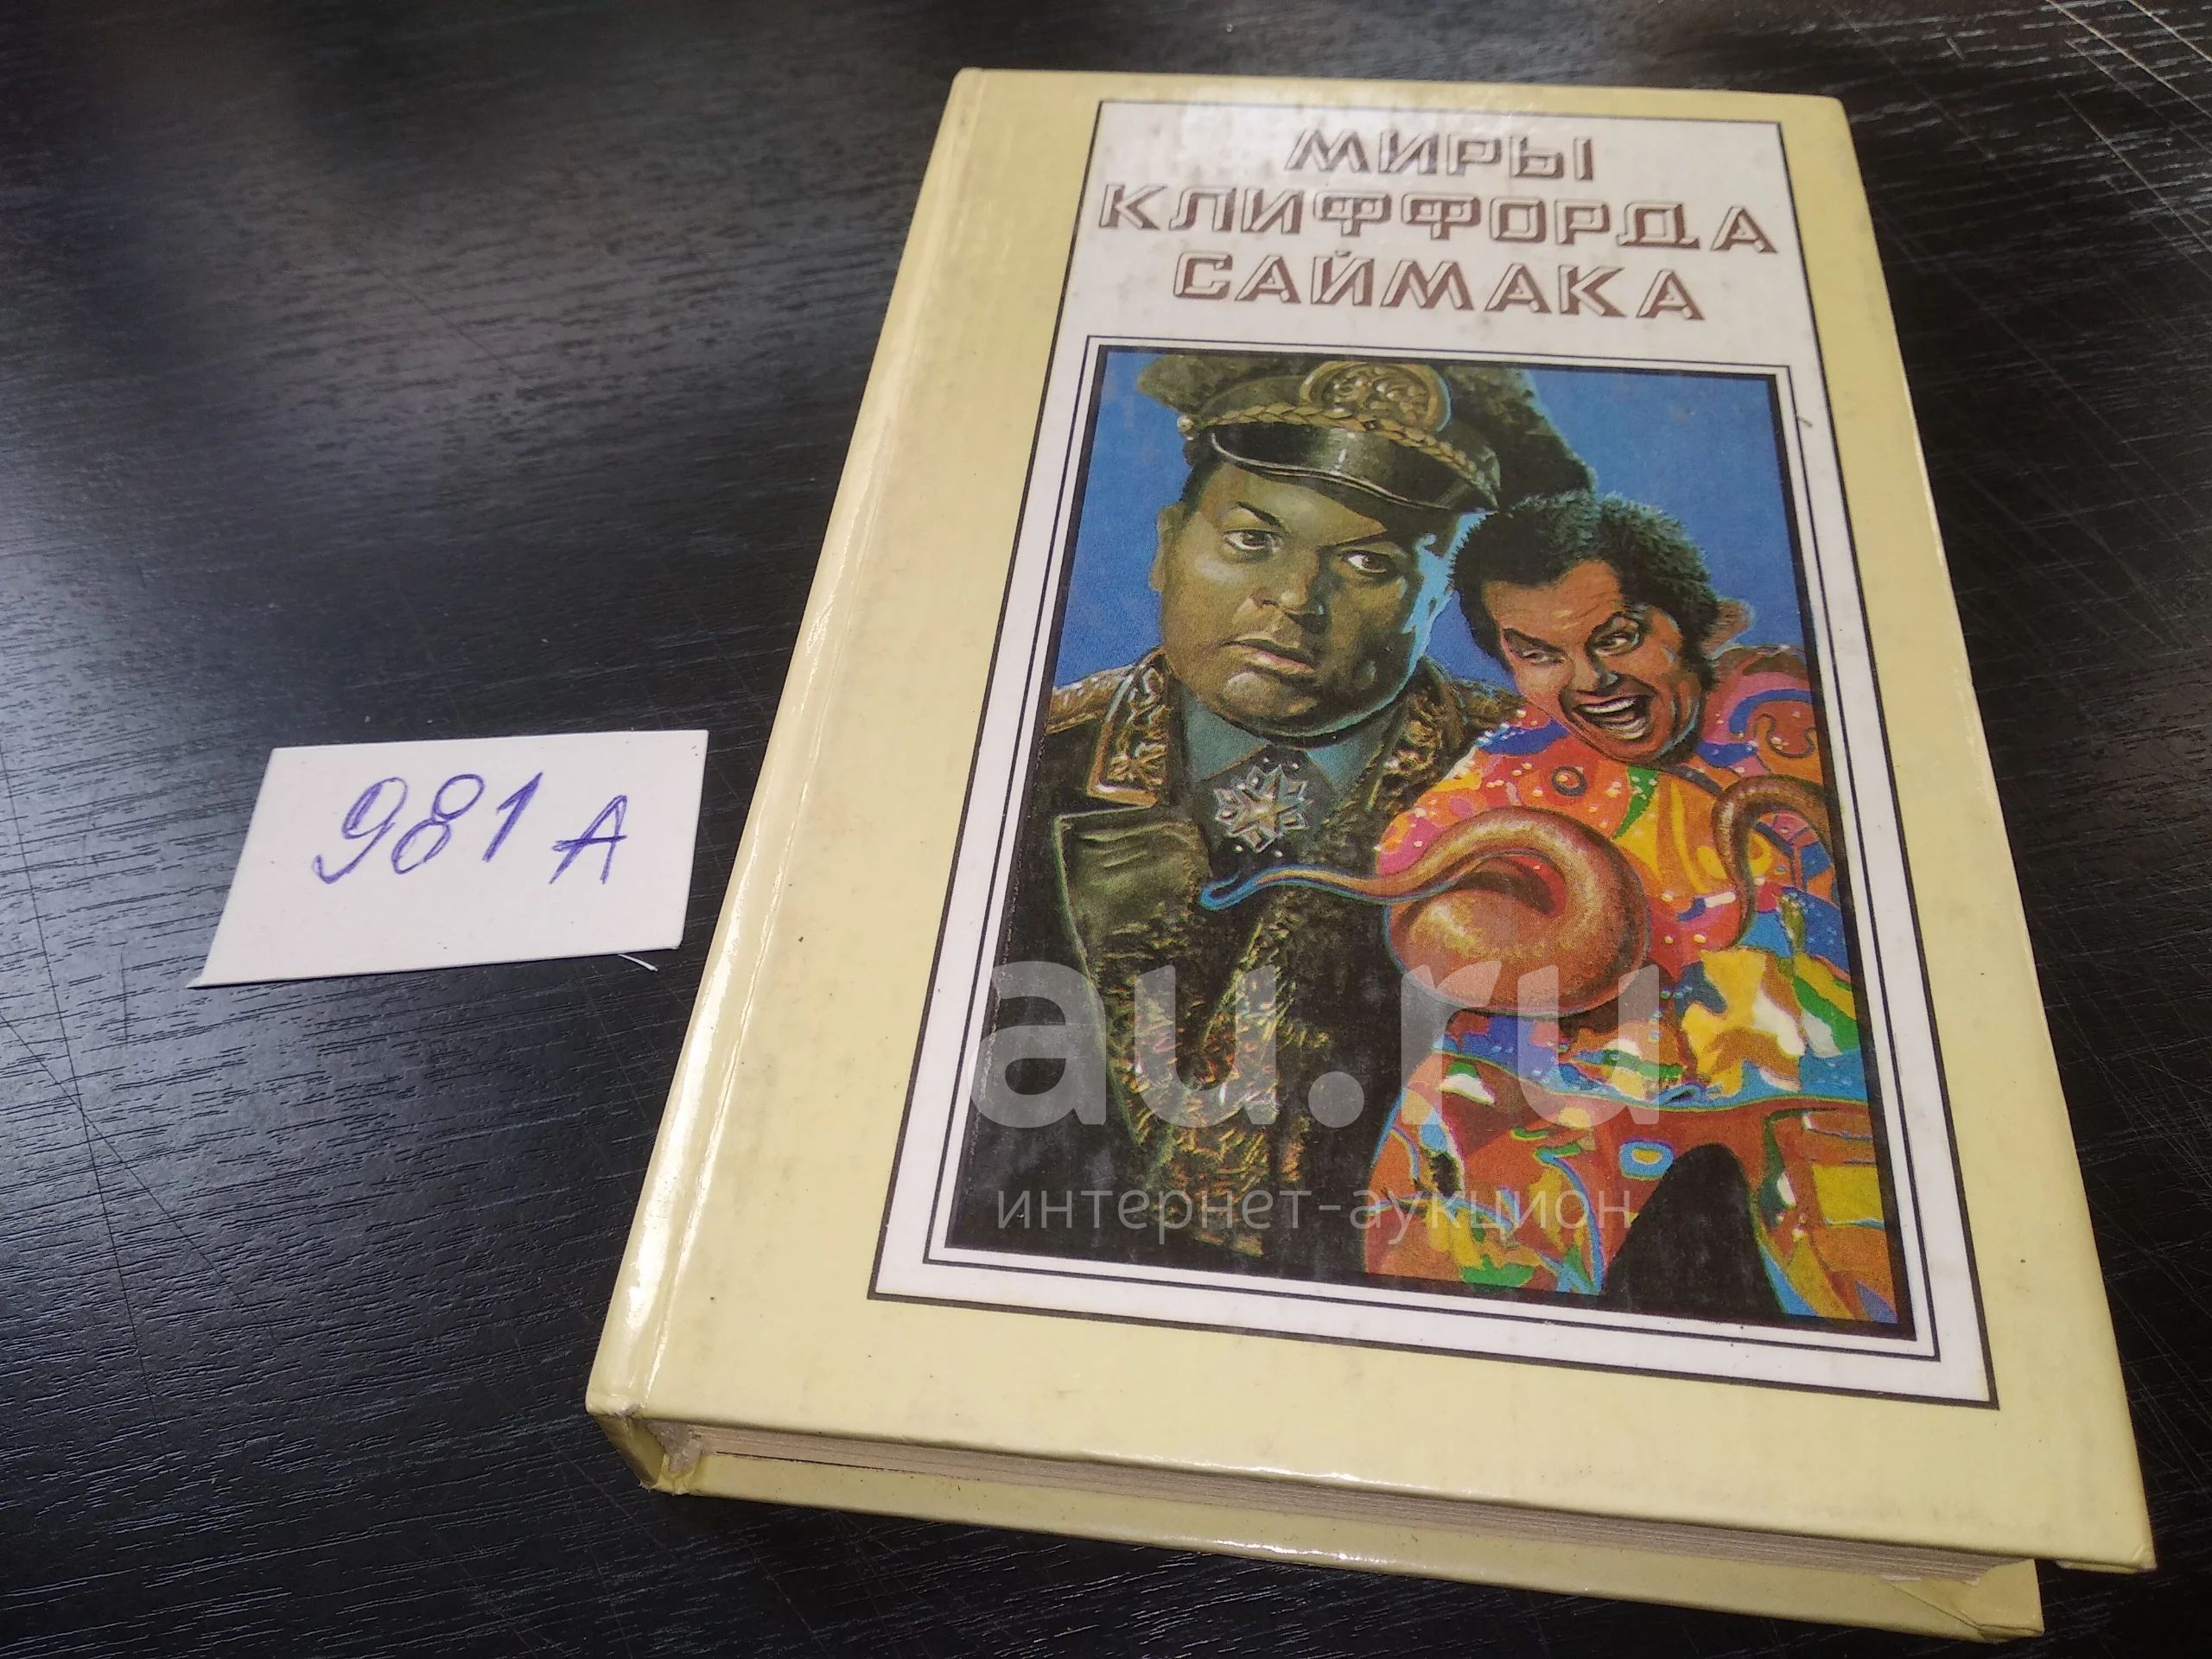 МИРЫ
КЛИФФОРДА
САЙМАКА
981 А
au.ru
интернет-аукцион